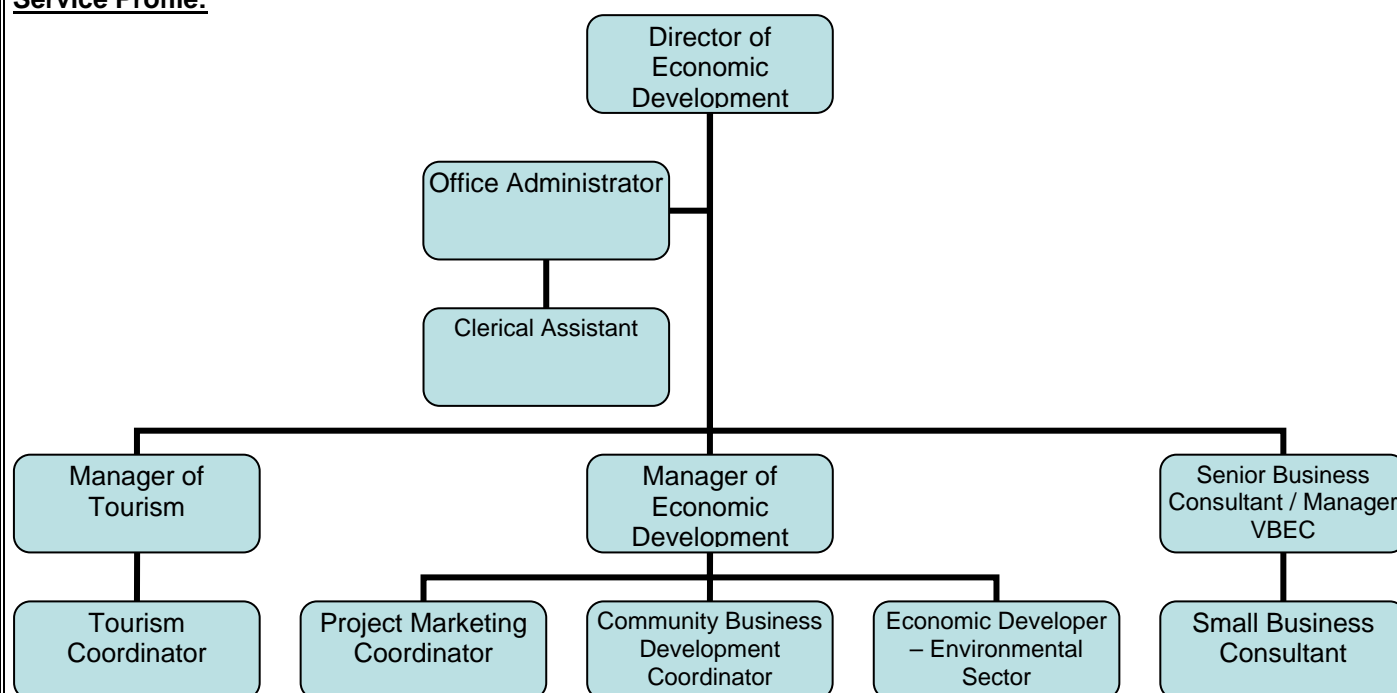 Service Profile:
Director of
Economic
Development
Office Administrator
Clerical Assistant
Manager of
Tourism
Manager of
Economic
Development
Senior Business
Consultant / Manager
VBEC
Tourism
Coordinator
Project Marketing
Coordinator
Community Business
Development
Coordinator
Economic Developer
– Environmental
Sector
Small Business
Consultant